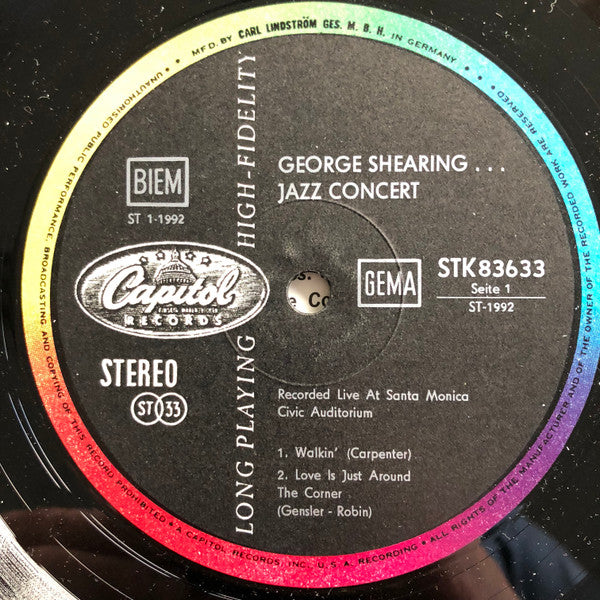 MFD. BY CARL LINDSTRÖM GES. M. B. H. IN GERMANY
UNAUTHORISED PUBLIC PERFORMANCE, BROADCASTING AND COPYING OF THIS RECORD PROHIBITED • A CAPITOL RECORDS, INC., U. S. A. RECORDING • ALL RIGHTS OF THE MANUFACTURER AND OF THE OWNER OF THE RECORDED WORK ARE RESERVED
LONG PLAYING HIGH-FIDELITY
BIEM
ST 1-1992
GEORGE SHEARING . . .
JAZZ CONCERT
Capitol
RECORDS
GEMA
STK 83633
Seite 1
ST-1992
STEREO
ST 33
Recorded Live At Santa Monica
Civic Auditorium
1. Walkin' (Carpenter)
2. Love Is Just Around
The Corner
(Gensler - Robin)